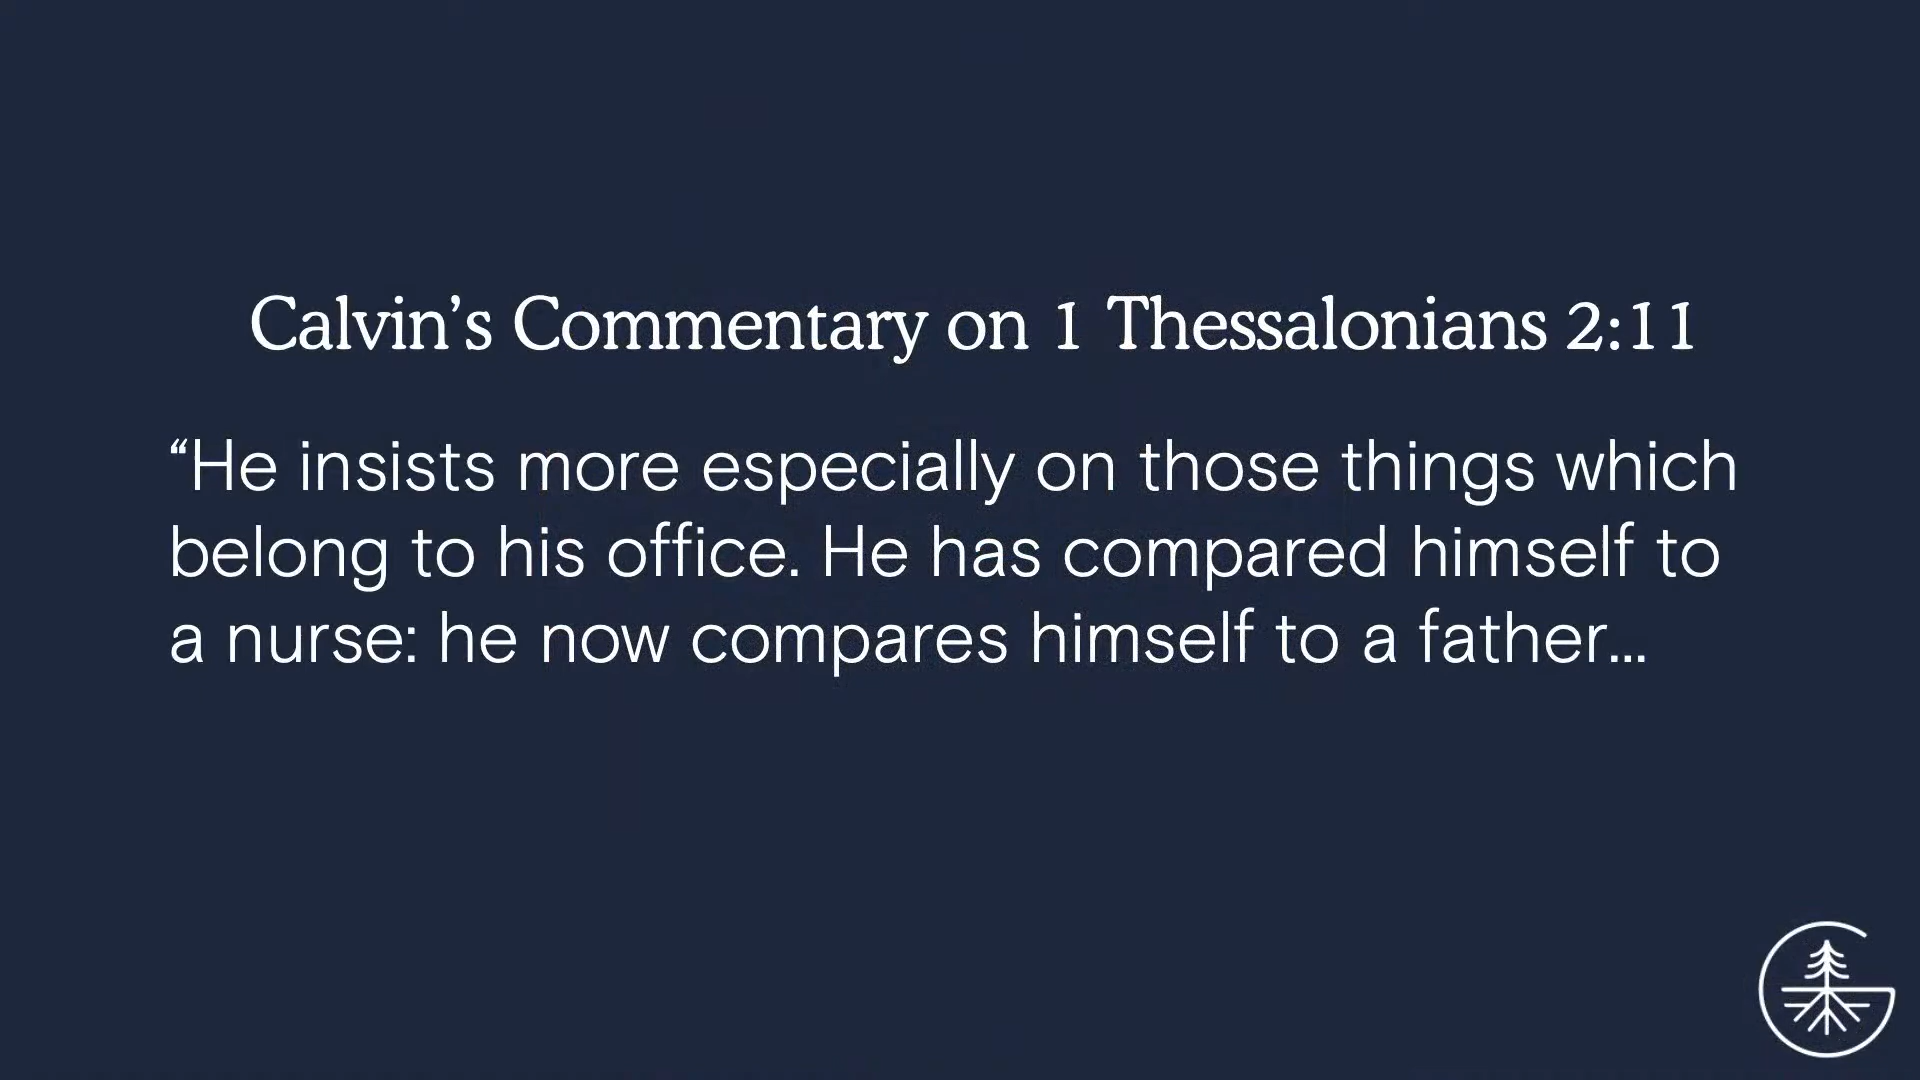 Calvin’s Commentary on 1 Thessalonians 2:11
“He insists more especially on those things which
belong to his office. He has compared himself to
a nurse: he now compares himself to a father...